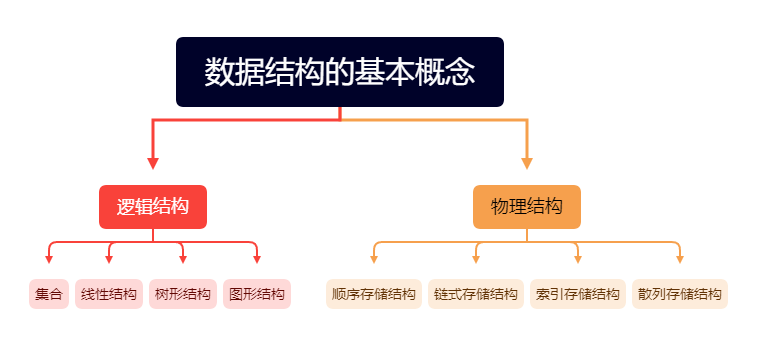 数据结构的基本概念
逻辑结构
物理结构
集合
线性结构
树形结构
图形结构
顺序存储结构
链式存储结构
索引存储结构
散列存储结构